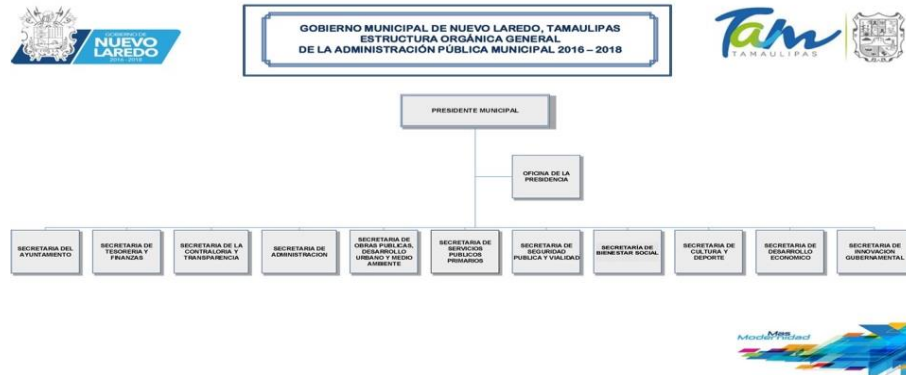 GOBIERNO DE
NUEVO
LAREDO
2016 - 2018
GOBIERNO MUNICIPAL DE NUEVO LAREDO, TAMAULIPAS
ESTRUCTURA ORGÁNICA GENERAL
DE LA ADMINISTRACIÓN PÚBLICA MUNICIPAL 2016 – 2018
Tam
TAMAULIPAS
PRESIDENTE MUNICIPAL
OFICINA DE LA
PRESIDENCIA
SECRETARIA DEL
AYUNTAMIENTO
SECRETARIA DE
TESORERIA Y
FINANZAS
SECRETARIA DE LA
CONTRALORIA Y
TRANSPARENCIA
SECRETARIA DE
ADMINISTRACION
SECRETARIA DE
OBRAS PUBLICAS,
DESARROLLO
URBANO Y MEDIO
AMBIENTE
SECRETARIA DE
SERVICIOS
PUBLICOS
PRIMARIOS
SECRETARIA DE
SEGURIDAD
PUBLICA Y VIALIDAD
SECRETARÍA DE
BIENESTAR SOCIAL
SECRETARIA DE
CULTURA Y
DEPORTE
SECRETARIA DE
DESARROLLO
ECONOMICO
SECRETARIA DE
INNOVACION
GUBERNAMENTAL
Mas
Modernidad